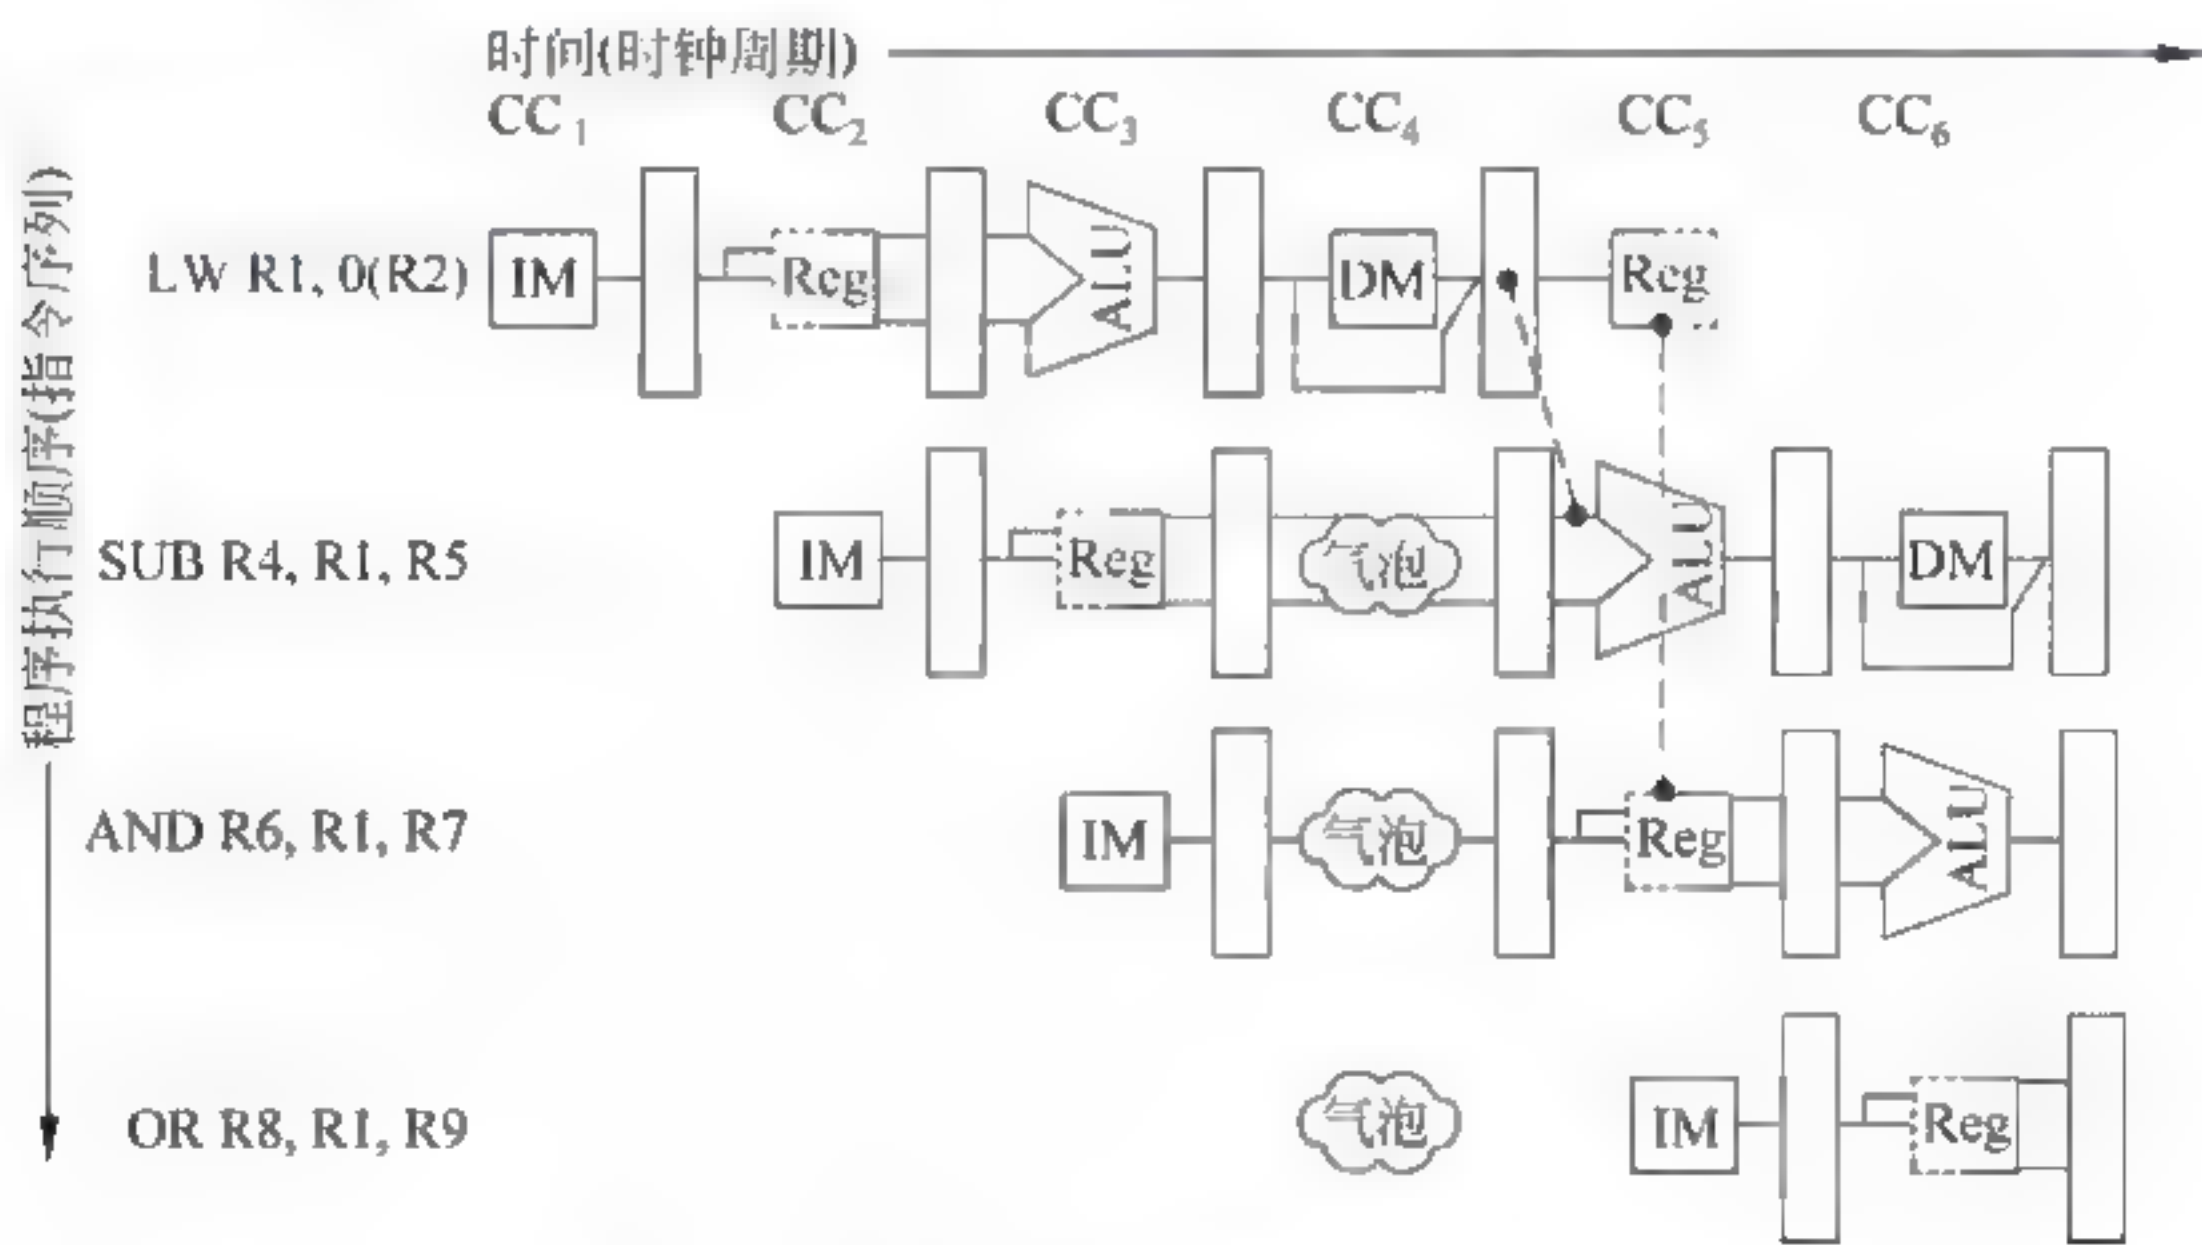 时间(时钟周期)
CC1 CC2 CC3 CC4 CC5 CC6
程序执行顺序(指令序列)
LW R1, 0(R2) IM Reg ALU DM Reg
SUB R4, R1, R5 IM Reg 气泡 ALU DM
AND R6, R1, R7 IM 气泡 Reg ALU
OR R8, R1, R9 气泡 IM Reg